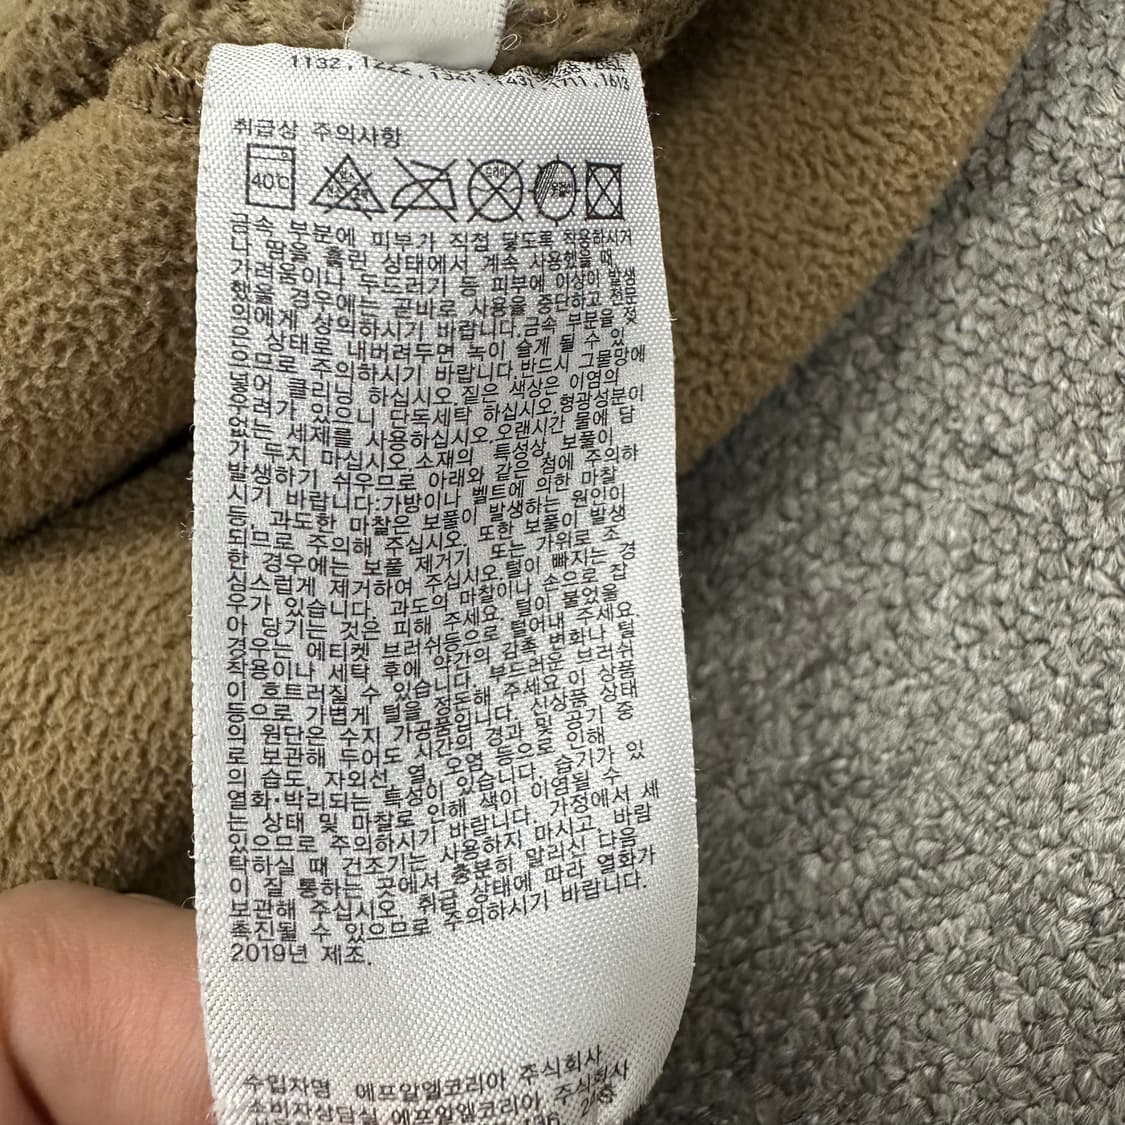 취급상 주의사항
40℃
금속 부분에 피부가 직접 닿도록 착용하시거
나 땀을 흘린 상태에서 계속 사용했을 때,
가려움이나 두드러기 등 피부에 이상이 발생
했을 경우에는 곧바로 사용을 중단하고 전문
의에게 상의하시기 바랍니다.금속 부분을 젖
은 상태로 내버려두면 녹이 슬게 될 수 있
으므로 주의하시기 바랍니다.반드시 그물망에
넣어 클리닝 하십시오.짙은 색상은 이염의
우려가 있으니 단독세탁 하십시오.형광성분이
없는 세제를 사용하십시오.오랜시간 물에 담
가 두지 마십시오.소재의 특성상, 보풀이
발생하기 쉬우므로 아래와 같은 점에 주의하
시기 바랍니다:가방이나 벨트에 의한 마찰
등, 과도한 마찰은 보풀이 발생하는 원인이
되므로 주의해 주십시오. 또한 보풀이 발생
한 경우에는 보풀 제거기 또는 가위로 조
심스럽게 제거하여 주십시오.털이 빠지는 경
우가 있습니다. 과도의 마찰이나 손으로 잡
아 당기는 것은 피해 주세요. 털이 붙었을
경우는 에티켓 브러쉬등으로 털어내 주세요.
착용이나 세탁 후에 약간의 감촉 변화나 털
이 흐트러질 수 있습니다. 부드러운 브러쉬
등으로 가볍게 털을 정돈해 주세요.이 상품
의 원단은 수지 가공품입니다. 신상품 상태
로 보관해 두어도 시간의 경과 및 공기 중
의 습도, 자외선, 열, 오염 등으로 인해
열화·박리되는 특성이 있습니다. 습기가 있
는 상태 및 마찰로 인해 색이 이염될 수
있으므로 주의하시기 바랍니다. 가정에서 세
탁하실 때 건조기는 사용하지 마시고, 바람
이 잘 통하는 곳에서 충분히 말리신 다음
보관해 주십시오. 취급 상태에 따라 열화가
촉진될 수 있으므로 주의하시기 바랍니다.
2019년 제조.
수입자명 에프알엘코리아 주식회사
소비자상담실 에프알엘코리아 주식회사